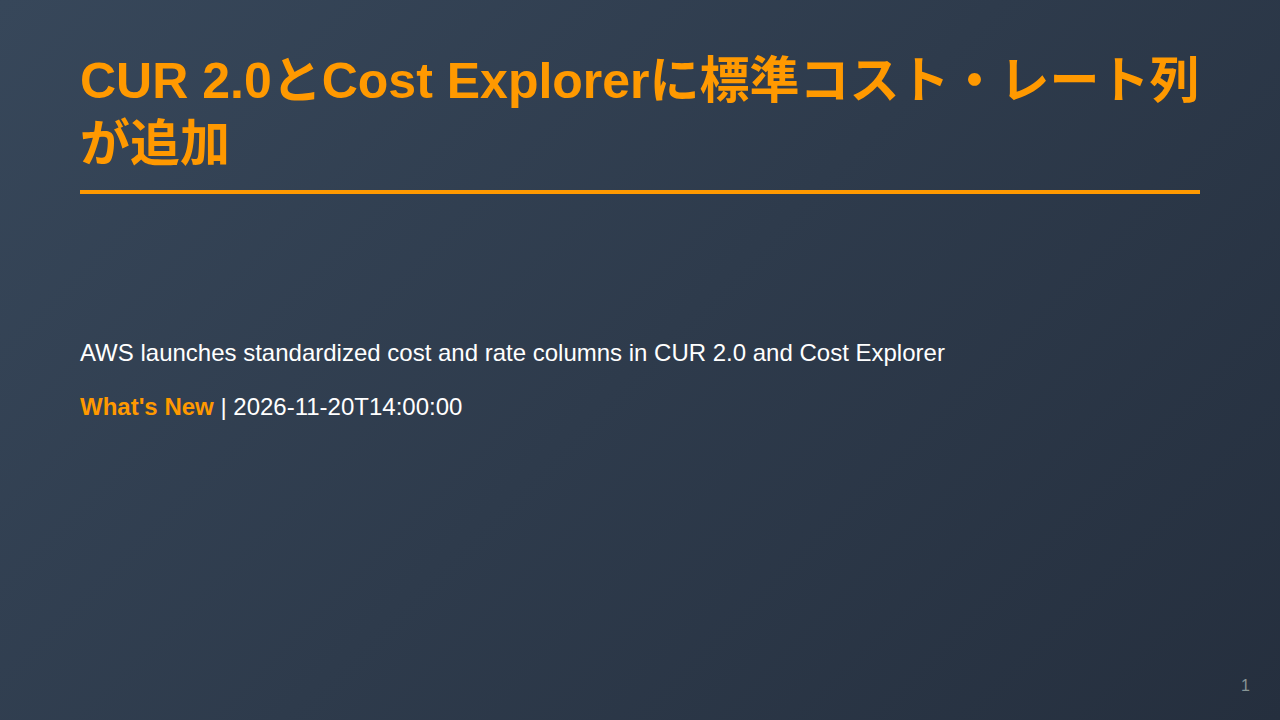 CUR 2.0とCost Explorerに標準コスト・レート列
が追加
AWS launches standardized cost and rate columns in CUR 2.0 and Cost Explorer
What's New | 2026-11-20T14:00:00
1